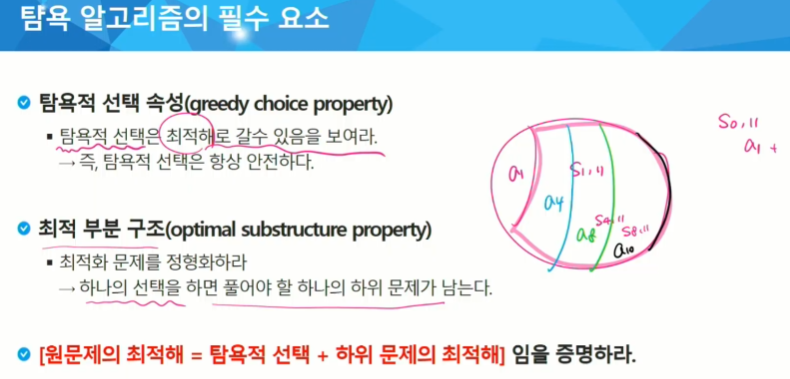 탐욕 알고리즘의 필수 요소
탐욕적 선택 속성(greedy choice property)
▪ 탐욕적 선택은 최적해로 갈수 있음을 보여라.
→ 즉, 탐욕적 선택은 항상 안전하다.
최적 부분 구조(optimal substructure property)
▪ 최적화 문제를 정형화하라
→ 하나의 선택을 하면 풀어야 할 하나의 하위 문제가 남는다.
[원문제의 최적해 = 탐욕적 선택 + 하위 문제의 최적해] 임을 증명하라.
S0,11
a1 +
a1
S1,11
a4
S4,11
a8
S8,11
a10